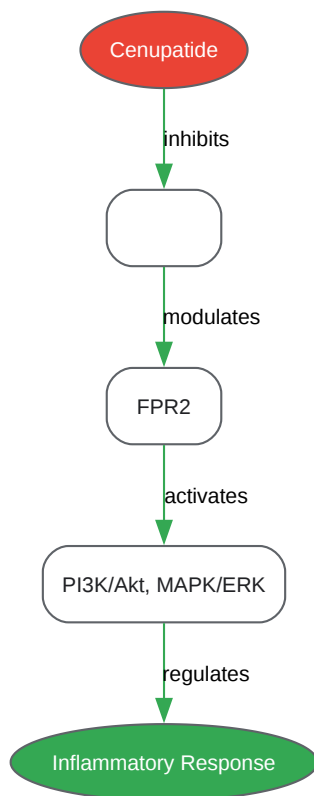 Cenupatide
inhibits
modulates
FPR2
activates
PI3K/Akt, MAPK/ERK
regulates
Inflammatory Response